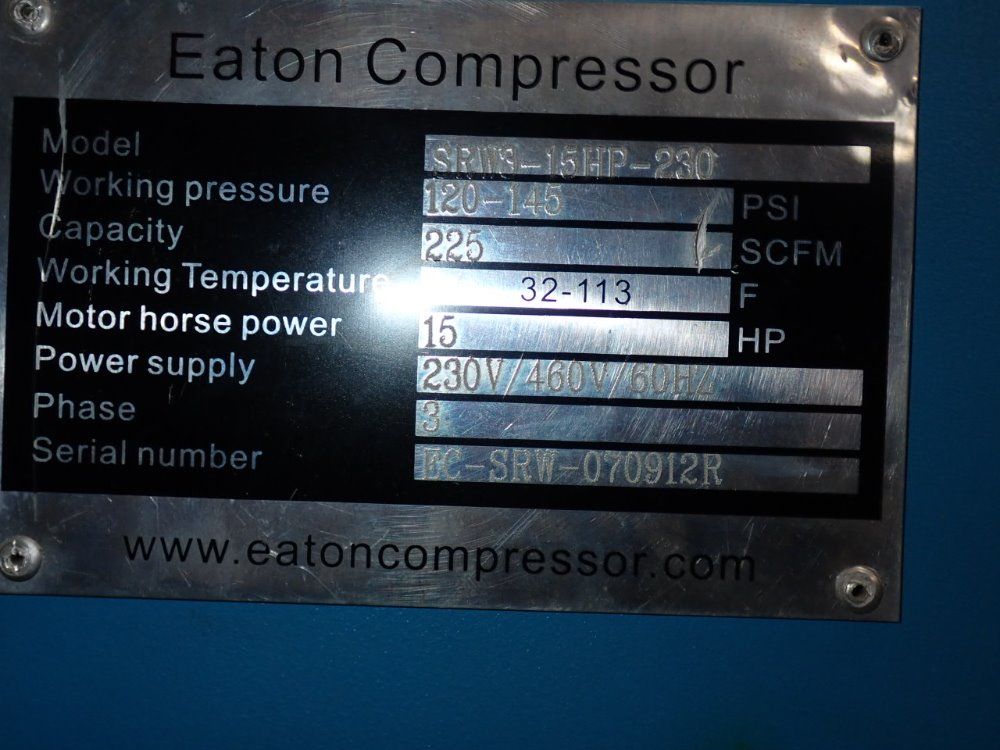 Eaton Compressor
Model SRW3-15HP-230
Working pressure 120-145 PSI
Capacity 225 SCFM
Working Temperature 32-113 F
Motor horse power 15 HP
Power supply 230V/460V/60HZ
Phase 3
Serial number EC-SRW-070912R
www.eatoncompressor.com